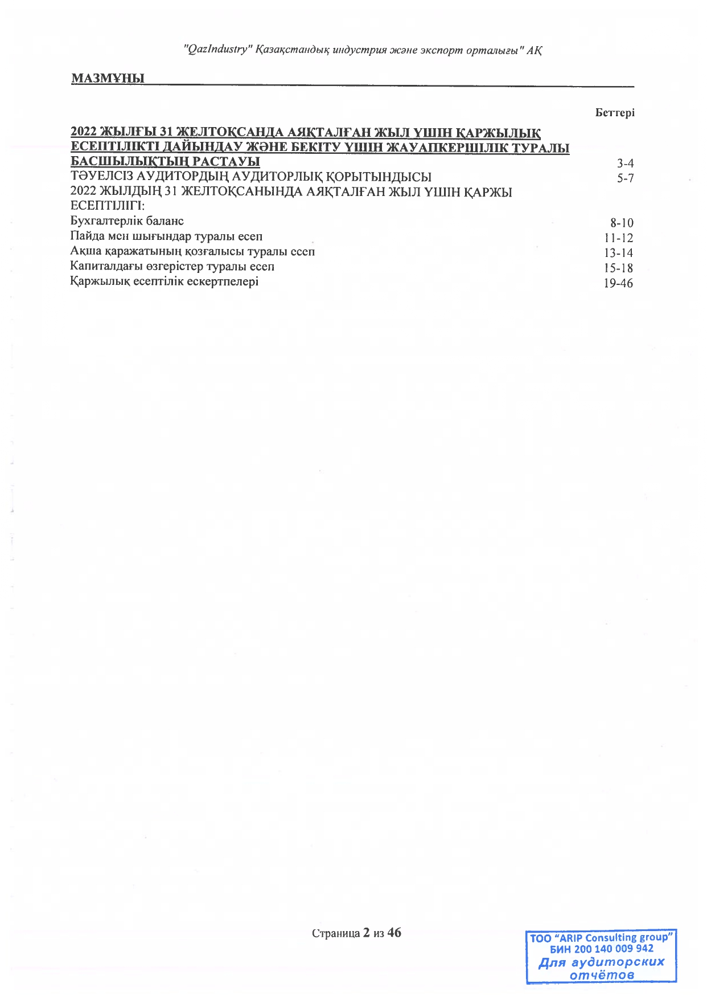 "QazIndustry" Қазақстандық индустрия және экспорт орталығы" АҚ
МАЗМҰНЫ
Беттері
2022 ЖЫЛҒЫ 31 ЖЕЛТОҚСАНДА АЯҚТАЛҒАН ЖЫЛ ҮШІН ҚАРЖЫЛЫҚ
ЕСЕПТІЛІКТІ ДАЙЫНДАУ ЖӘНЕ БЕКІТУ ҮШІН ЖАУАПКЕРШІЛІК ТУРАЛЫ
БАСШЫЛЫҚТЫҢ РАСТАУЫ 3-4
ТӘУЕЛСІЗ АУДИТОРДЫҢ АУДИТОРЛЫҚ ҚОРЫТЫНДЫСЫ 5-7
2022 ЖЫЛДЫҢ 31 ЖЕЛТОҚСАНЫНДА АЯҚТАЛҒАН ЖЫЛ ҮШІН ҚАРЖЫ
ЕСЕПТІЛІГІ:
Бухгалтерлік баланс 8-10
Пайда мен шығындар туралы есеп 11-12
Ақша қаражатының қозғалысы туралы есеп 13-14
Капиталдағы өзгерістер туралы есеп 15-18
Қаржылық есептілік ескертпелері 19-46
Страница 2 из 46
ТОО “ARIP Consulting group”
БИН 200 140 009 942
Для аудиторских
отчётов